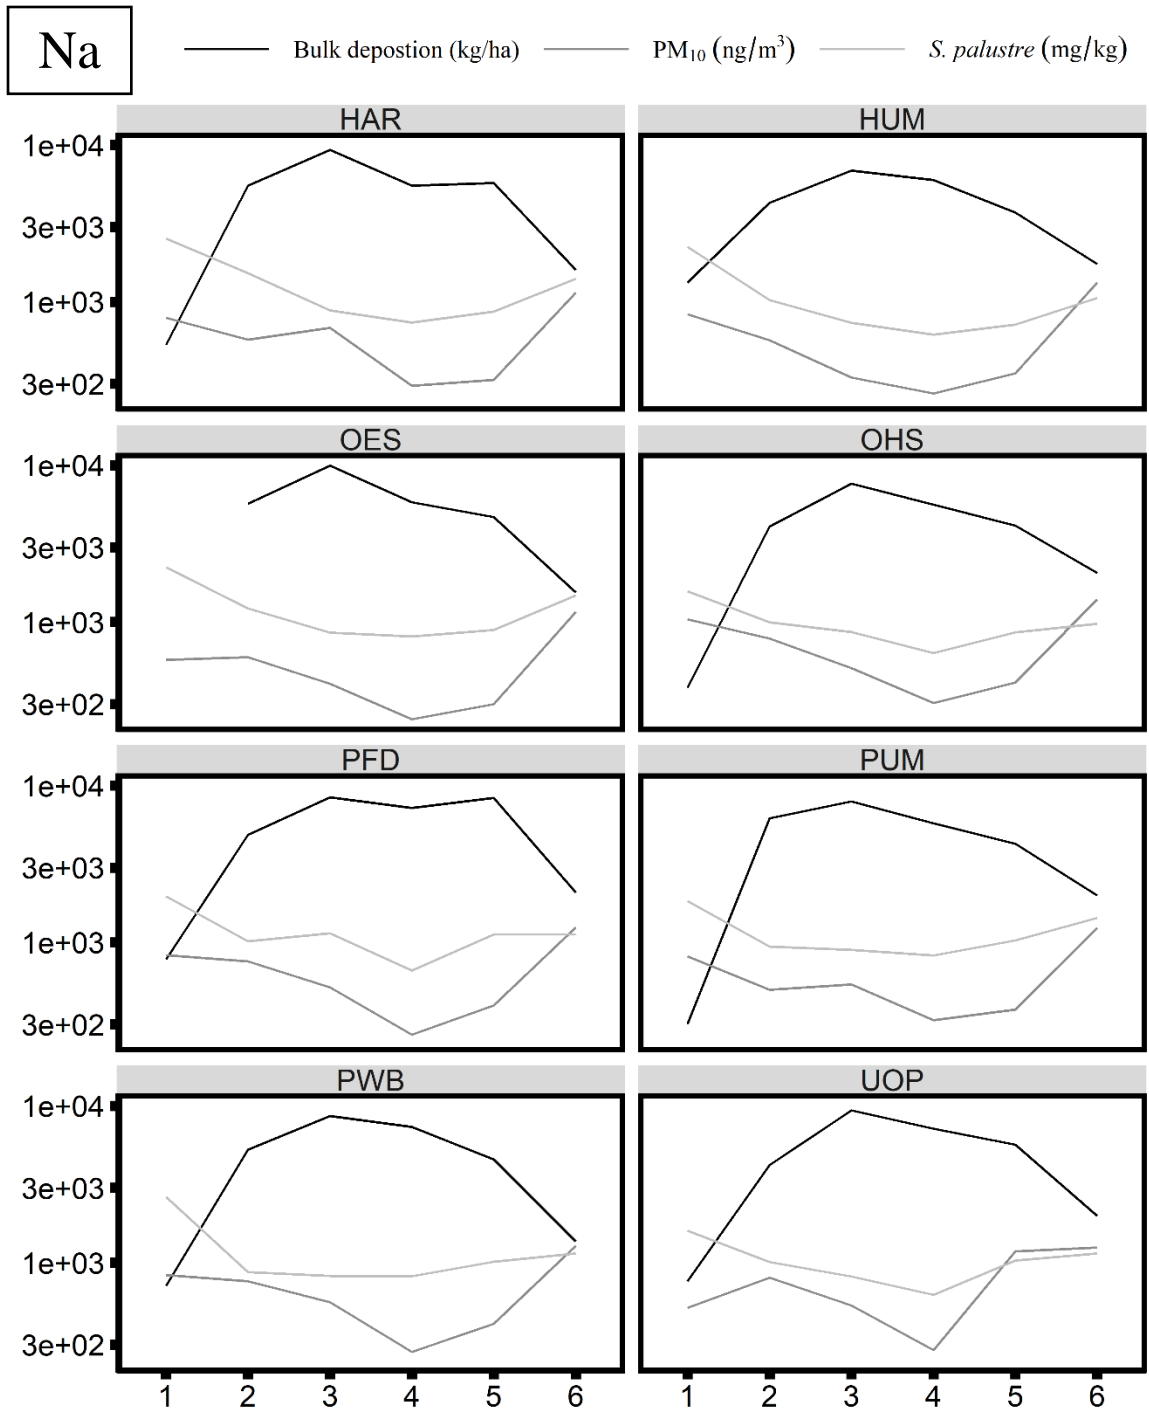 Na
Bulk depostion (kg/ha) PM₁₀ (ng/m³) S. palustre (mg/kg)
HAR HUM
1e+04
3e+03
1e+03
3e+02
OES OHS
1e+04
3e+03
1e+03
3e+02
PFD PUM
1e+04
3e+03
1e+03
3e+02
PWB UOP
1e+04
3e+03
1e+03
3e+02
1 2 3 4 5 6 1 2 3 4 5 6